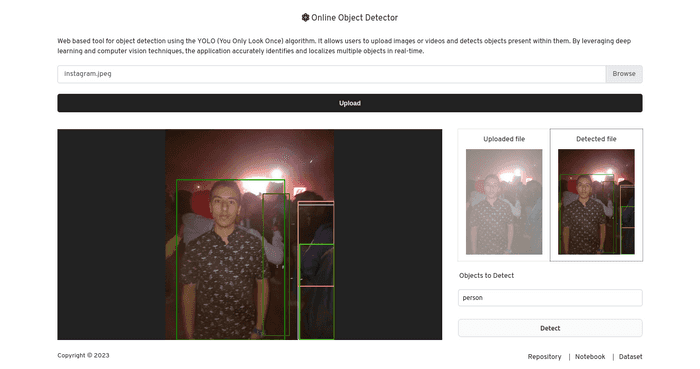 Online Object Detector
Web based tool for object detection using the YOLO (You Only Look Once) algorithm. It allows users to upload images or videos and detects objects present within them. By leveraging deep
learning and computer vision techniques, the application accurately identifies and localizes multiple objects in real-time.
instagram.jpeg
Browse
Upload
Uploaded file
Detected file
Objects to Detect
person
Detect
Copyright © 2023
Repository | Notebook | Dataset